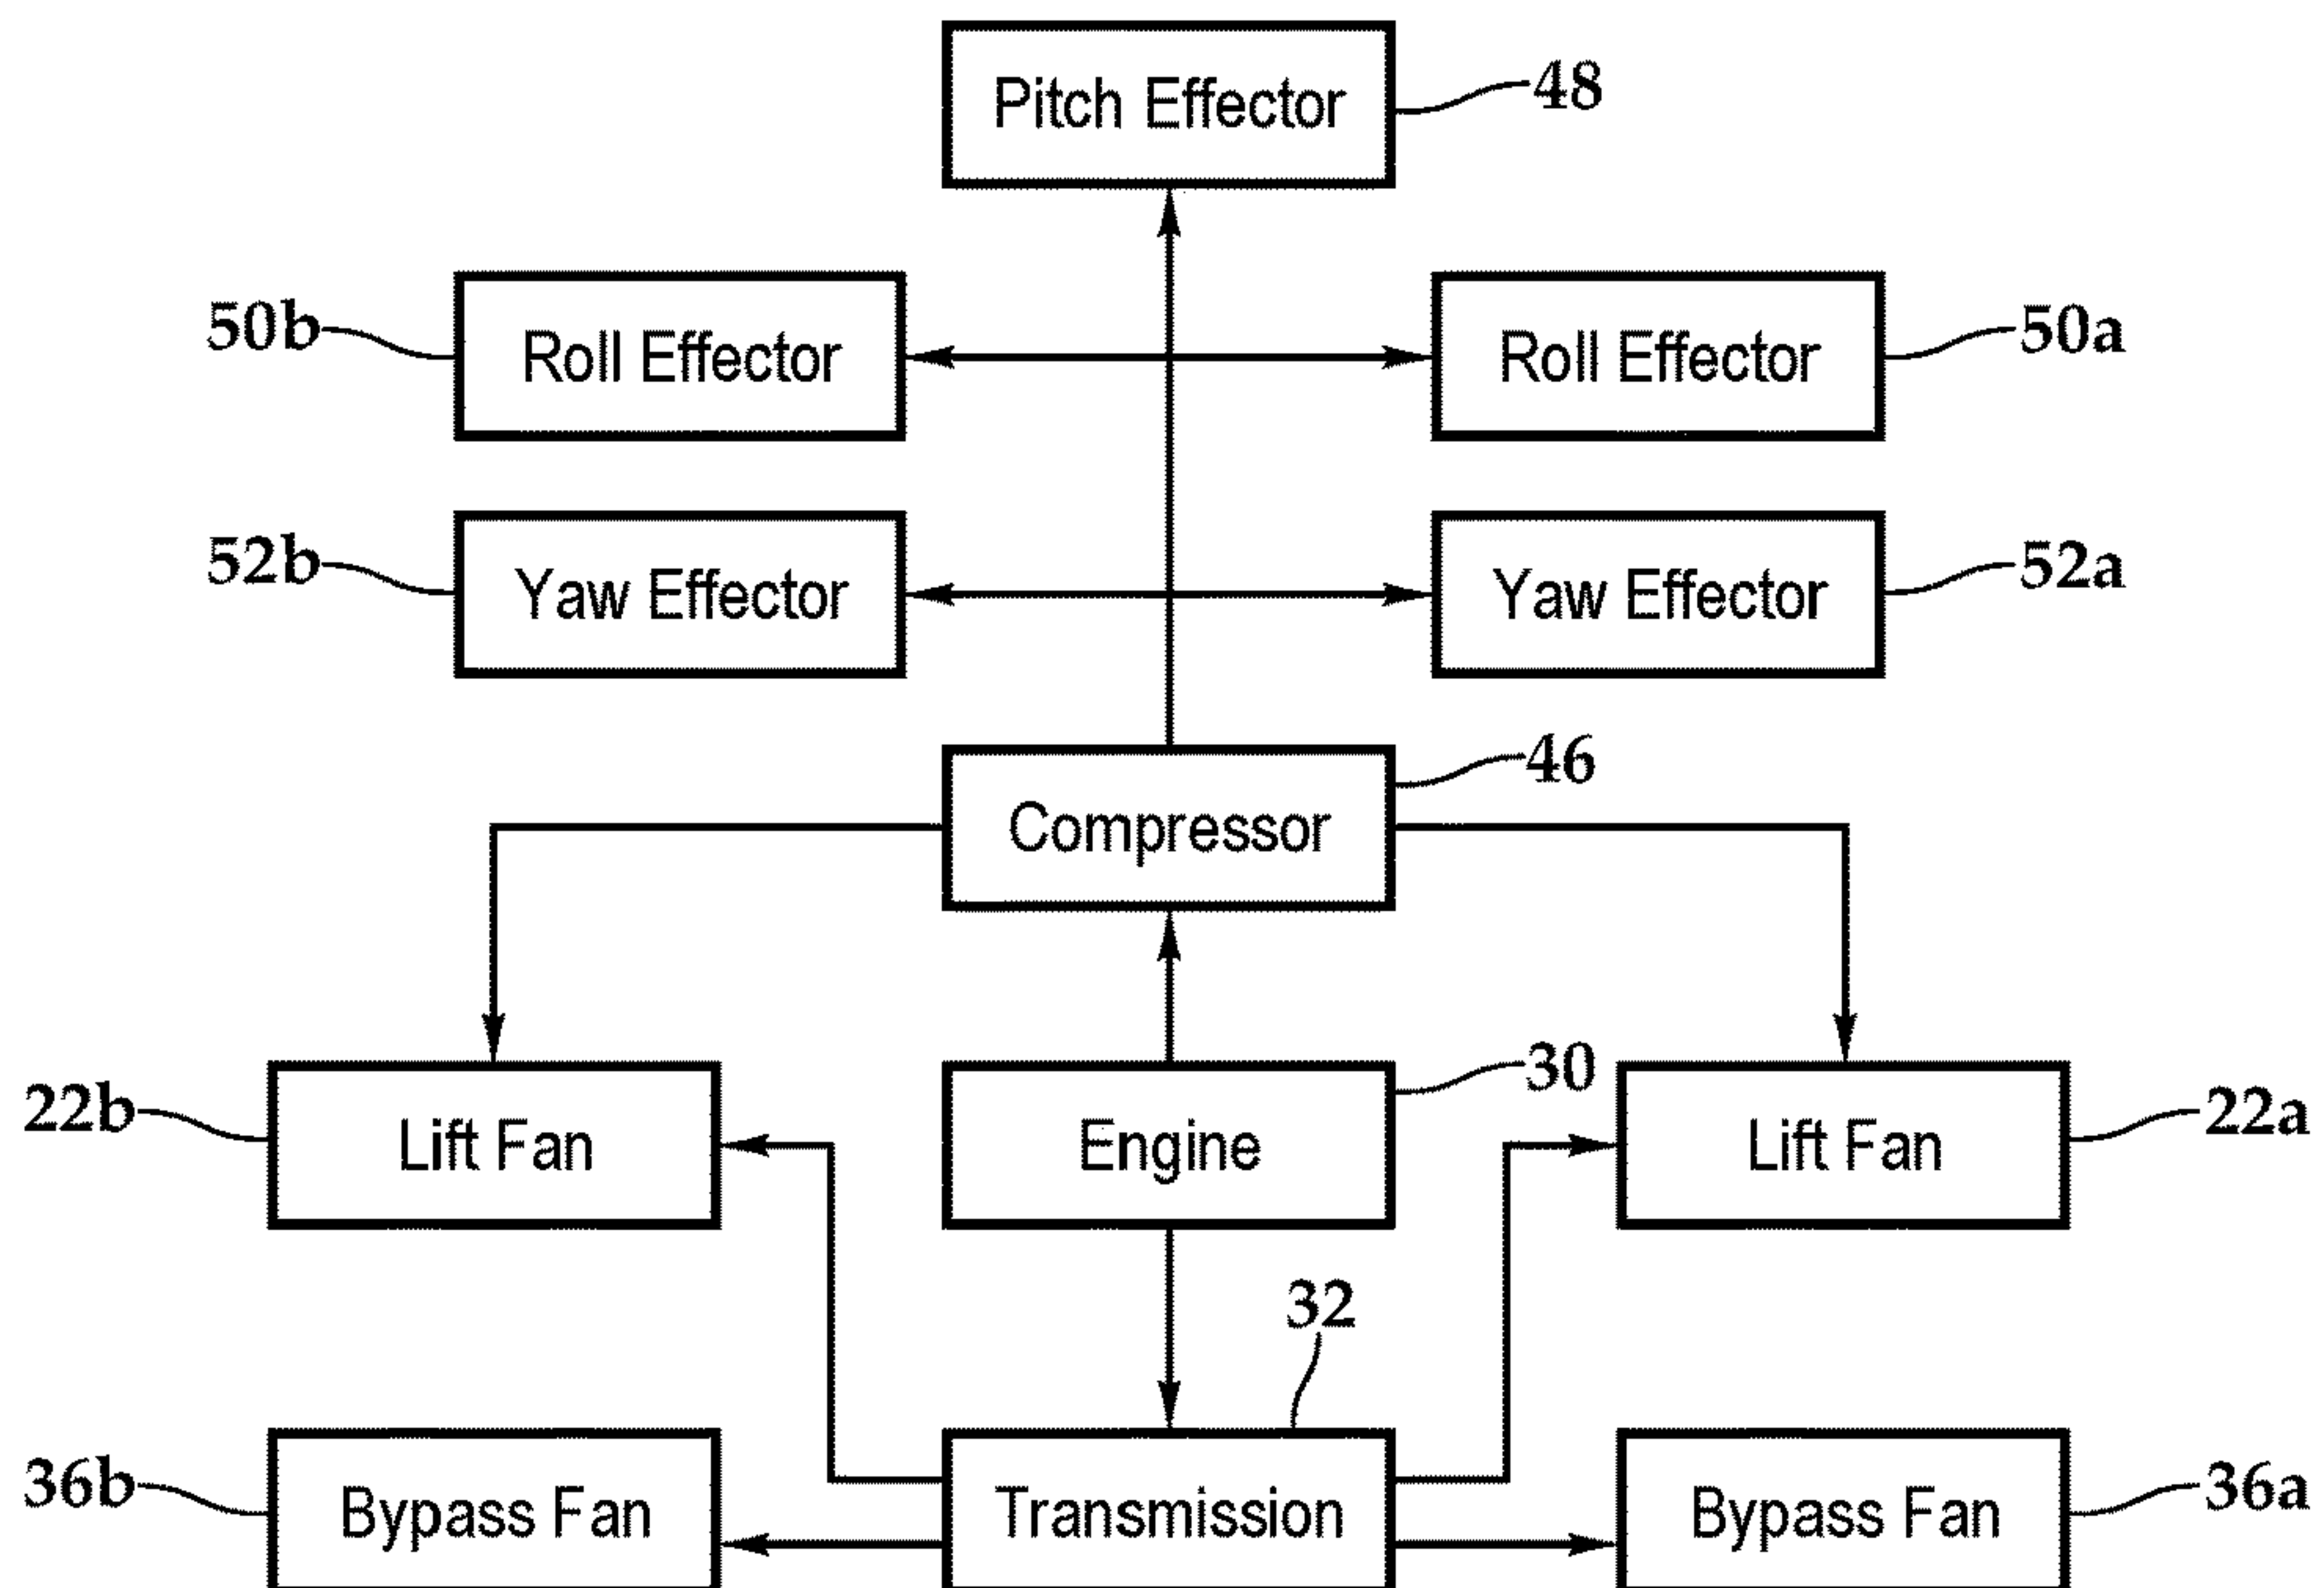 Pitch Effector
48
50b
Roll Effector
Roll Effector
50a
52b
Yaw Effector
Yaw Effector
52a
46
Compressor
30
22b
Lift Fan
Engine
Lift Fan
22a
32
36b
Bypass Fan
Transmission
Bypass Fan
36a